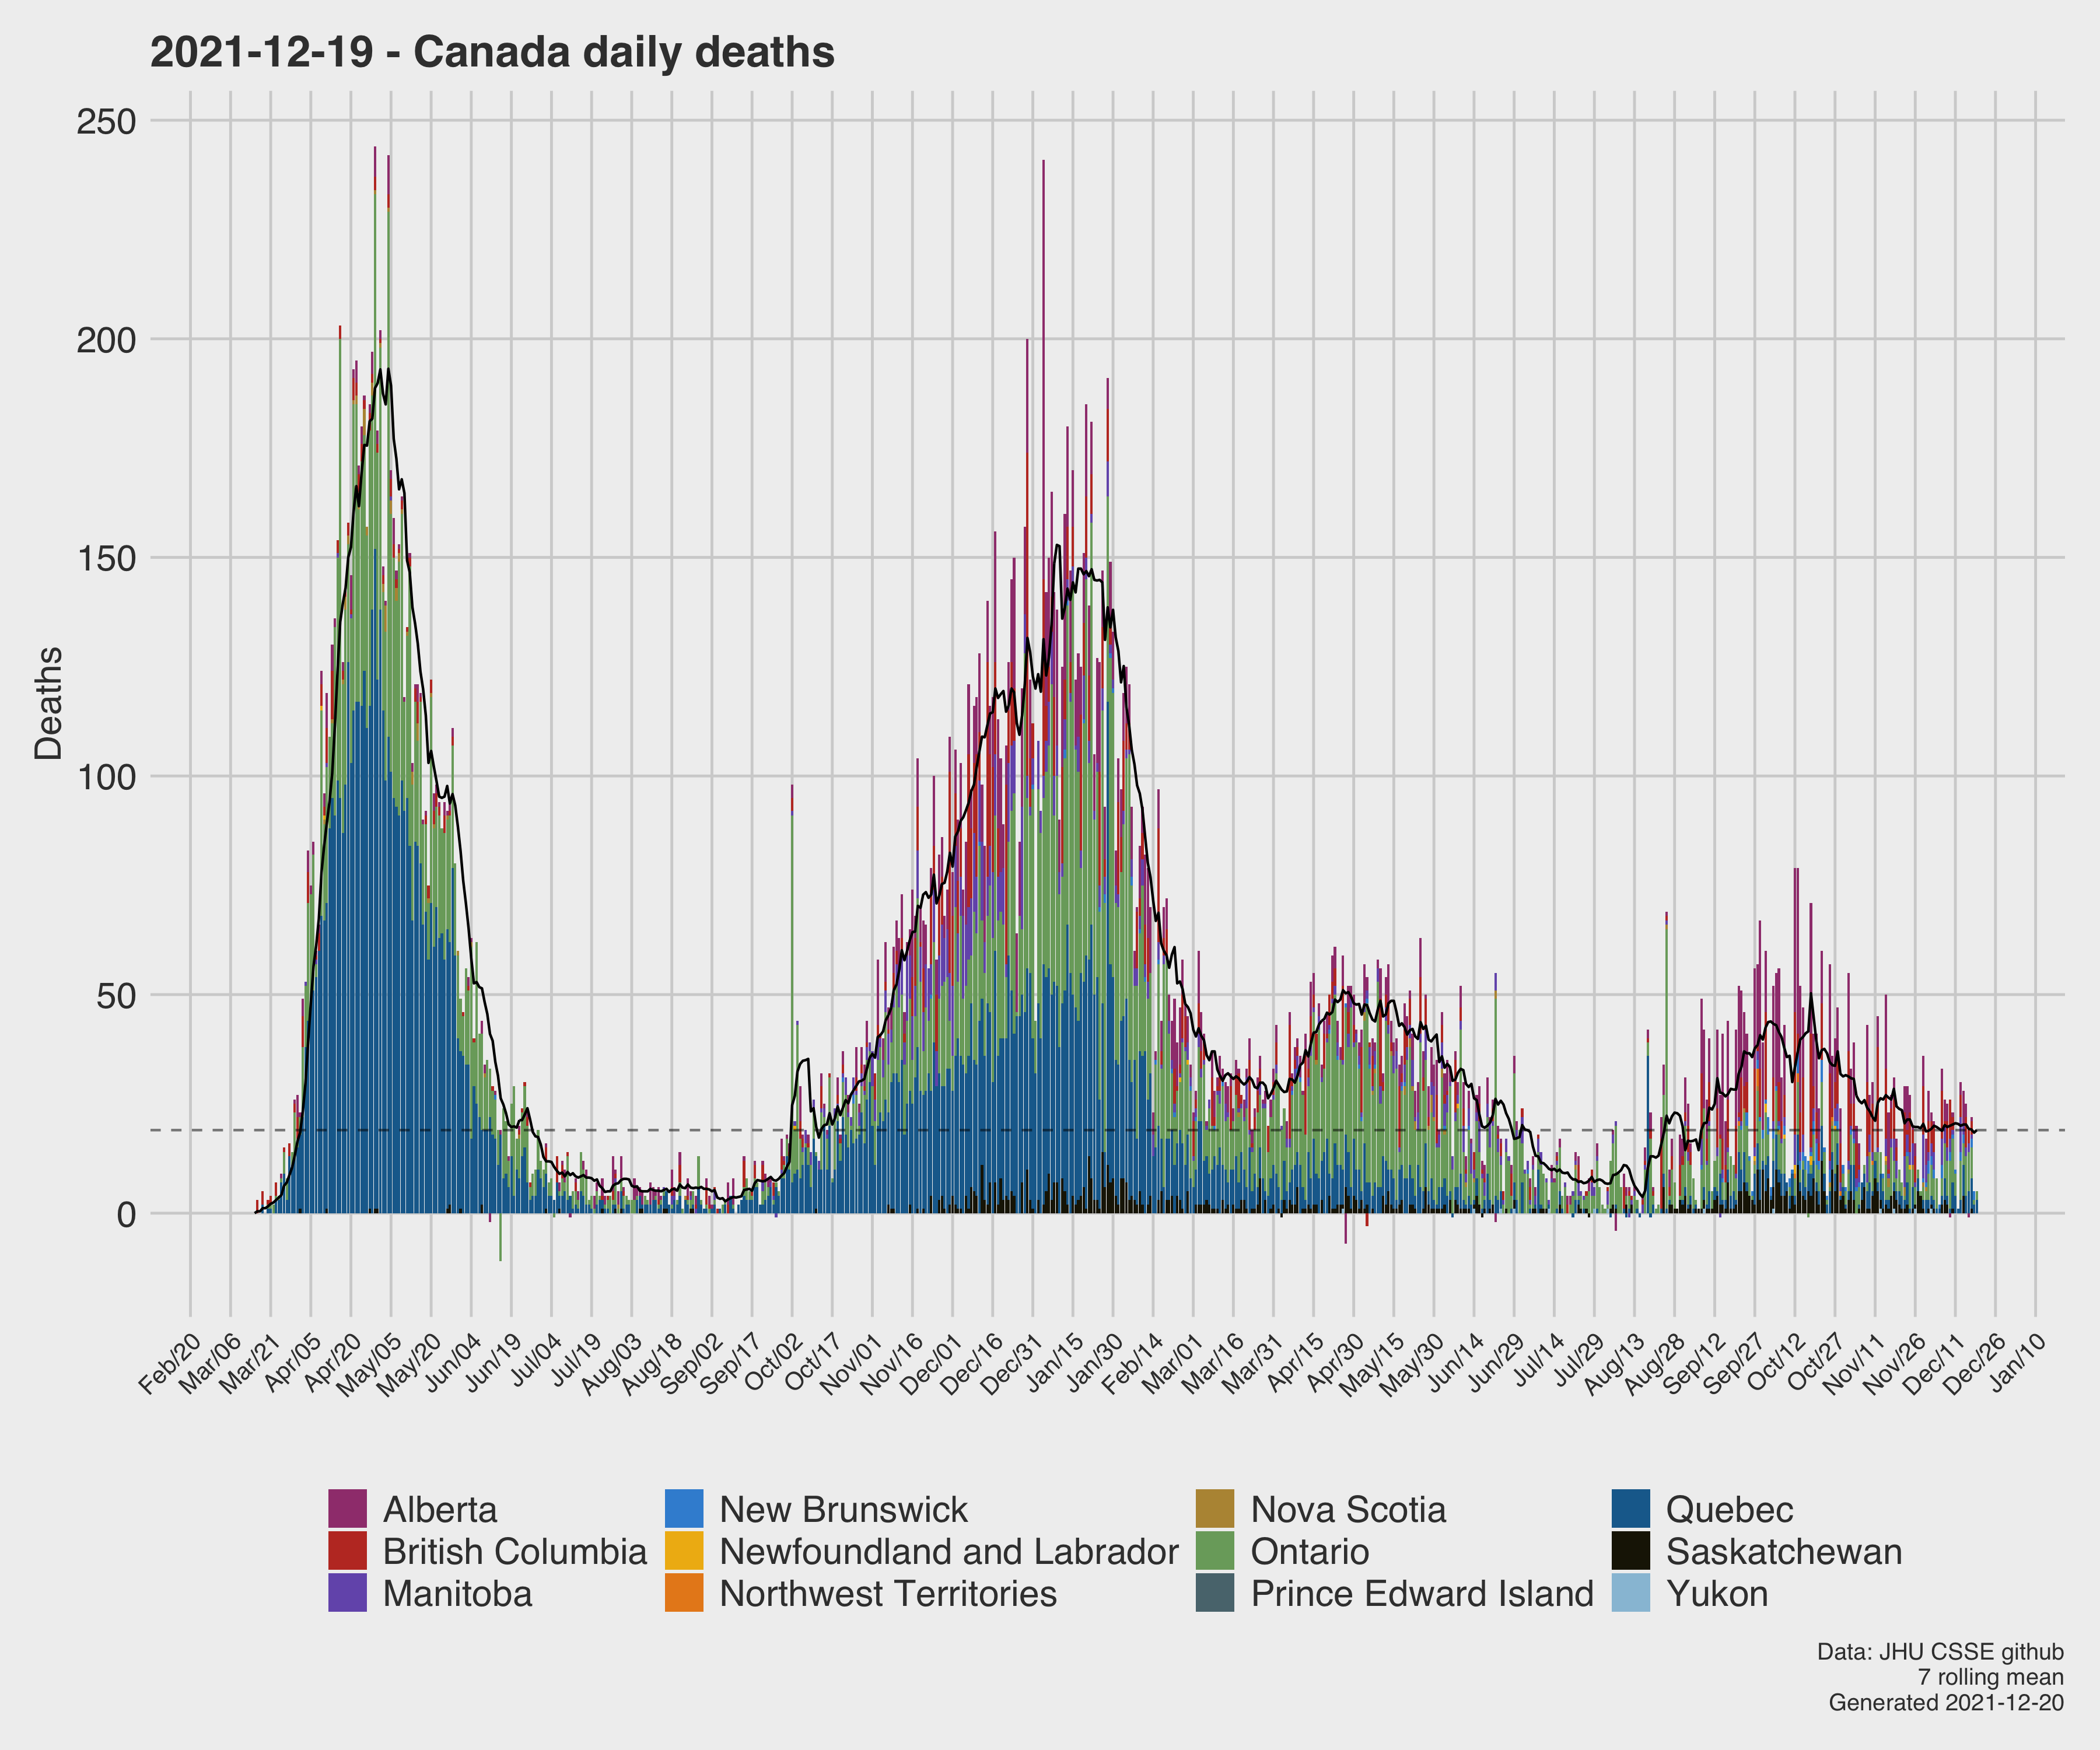 2021-12-19 - Canada daily deaths
250
200
150
100
50
0
Deaths
Feb/20 Mar/06 Mar/21 Apr/05 Apr/20 May/05 May/20 Jun/04 Jun/19 Jul/04 Jul/19 Aug/03 Aug/18 Sep/02 Sep/17 Oct/02 Oct/17 Nov/01 Nov/16 Dec/01 Dec/16 Dec/31 Jan/15 Jan/30 Feb/14 Mar/01 Mar/16 Mar/31 Apr/15 Apr/30 May/15 May/30 Jun/14 Jun/29 Jul/14 Jul/29 Aug/13 Aug/28 Sep/12 Sep/27 Oct/12 Oct/27 Nov/11 Nov/26 Dec/11 Dec/26 Jan/10
Alberta New Brunswick Nova Scotia Quebec
British Columbia Newfoundland and Labrador Ontario Saskatchewan
Manitoba Northwest Territories Prince Edward Island Yukon
Data: JHU CSSE github
7 rolling mean
Generated 2021-12-20